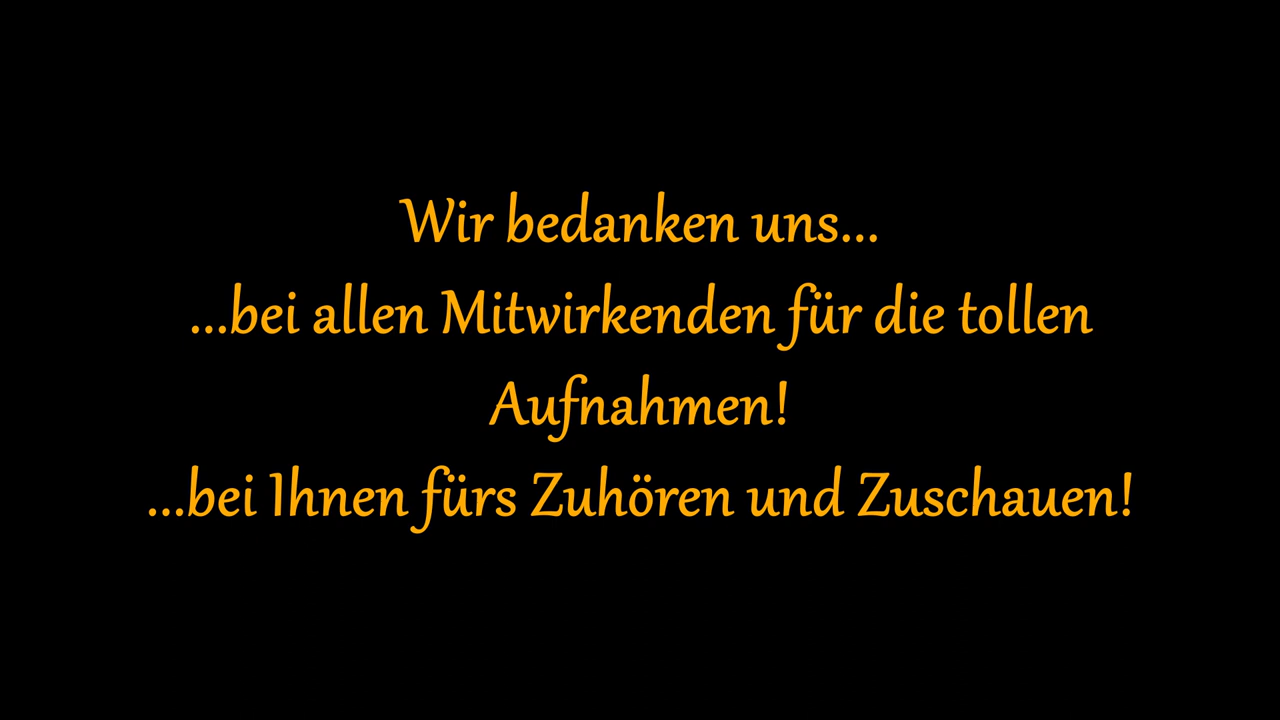 Wir bedanken uns...
...bei allen Mitwirkenden für die tollen
Aufnahmen!
...bei Ihnen fürs Zuhören und Zuschauen!